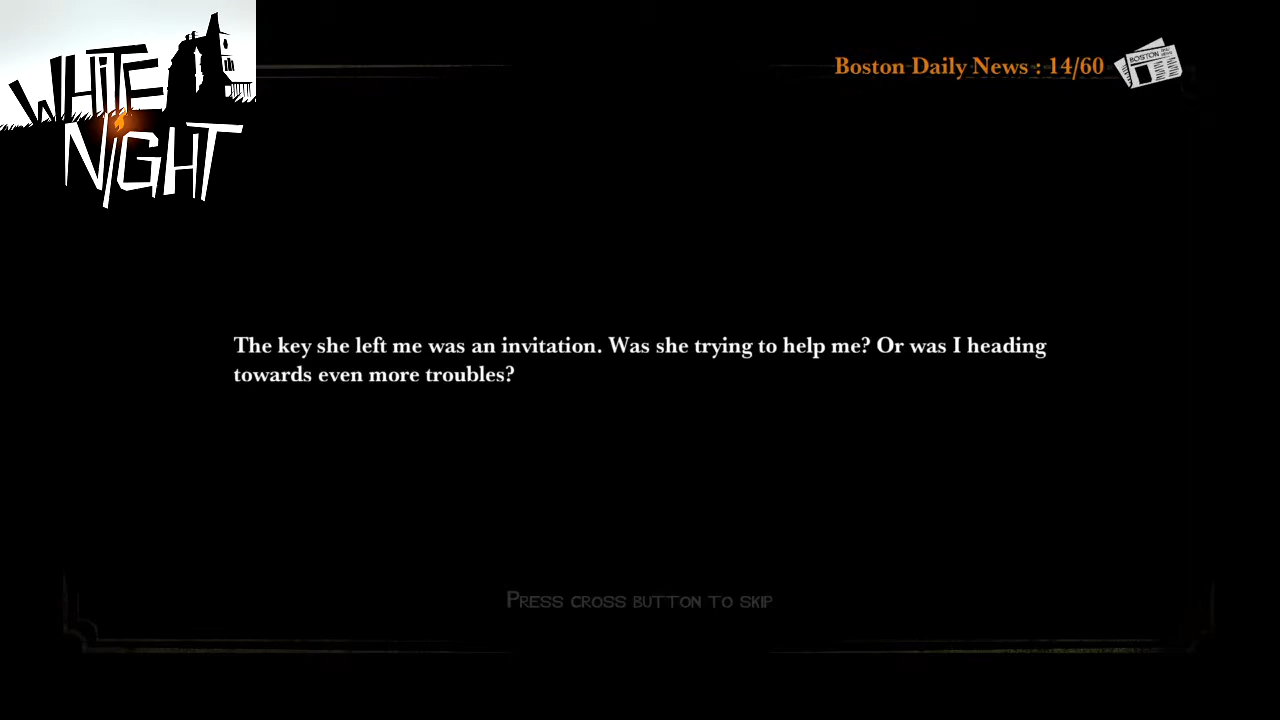 WHITE
NIGHT
Boston Daily News : 14/60
BOSTON
The key she left me was an invitation. Was she trying to help me? Or was I heading
towards even more troubles?
Press cross button to skip